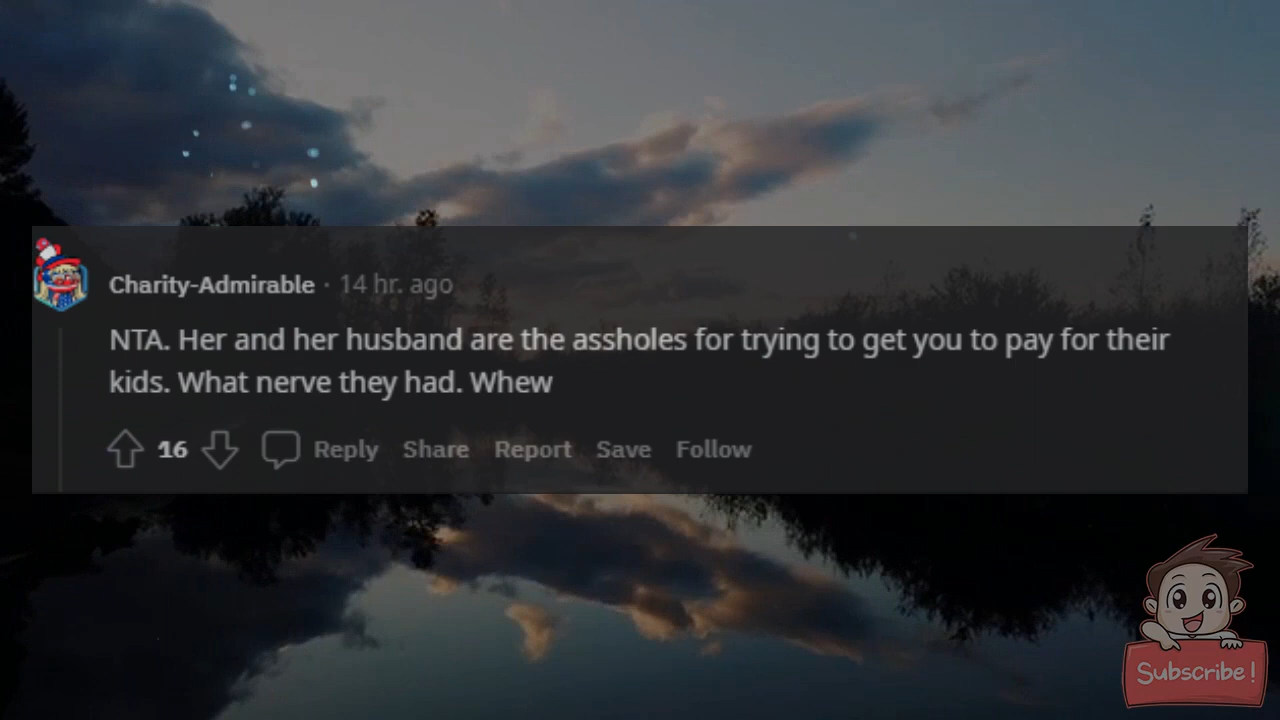 Charity-Admirable · 14 hr. ago
NTA. Her and her husband are the assholes for trying to get you to pay for their
kids. What nerve they had. Whew
16 Reply Share Report Save Follow
Subscribe!